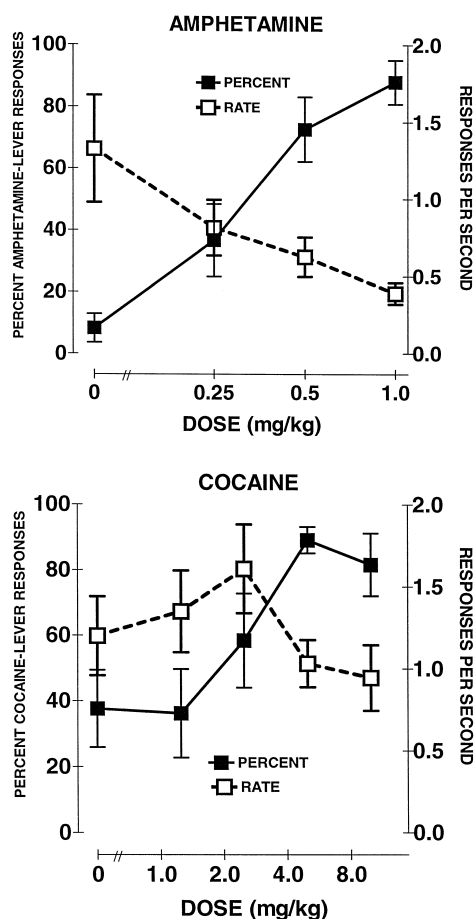 AMPHETAMINE
PERCENT AMPHETAMINE-LEVER RESPONSES
100
80
60
40
20
0
PERCENT
RATE
2.0
1.5
1.0
0.5
0.0
RESPONSES PER SECOND
0 0.25 0.5 1.0
DOSE (mg/kg)
COCAINE
PERCENT COCAINE-LEVER RESPONSES
100
80
60
40
20
0
PERCENT
RATE
2.0
1.5
1.0
0.5
0.0
RESPONSES PER SECOND
0 1.0 2.0 4.0 8.0
DOSE (mg/kg)